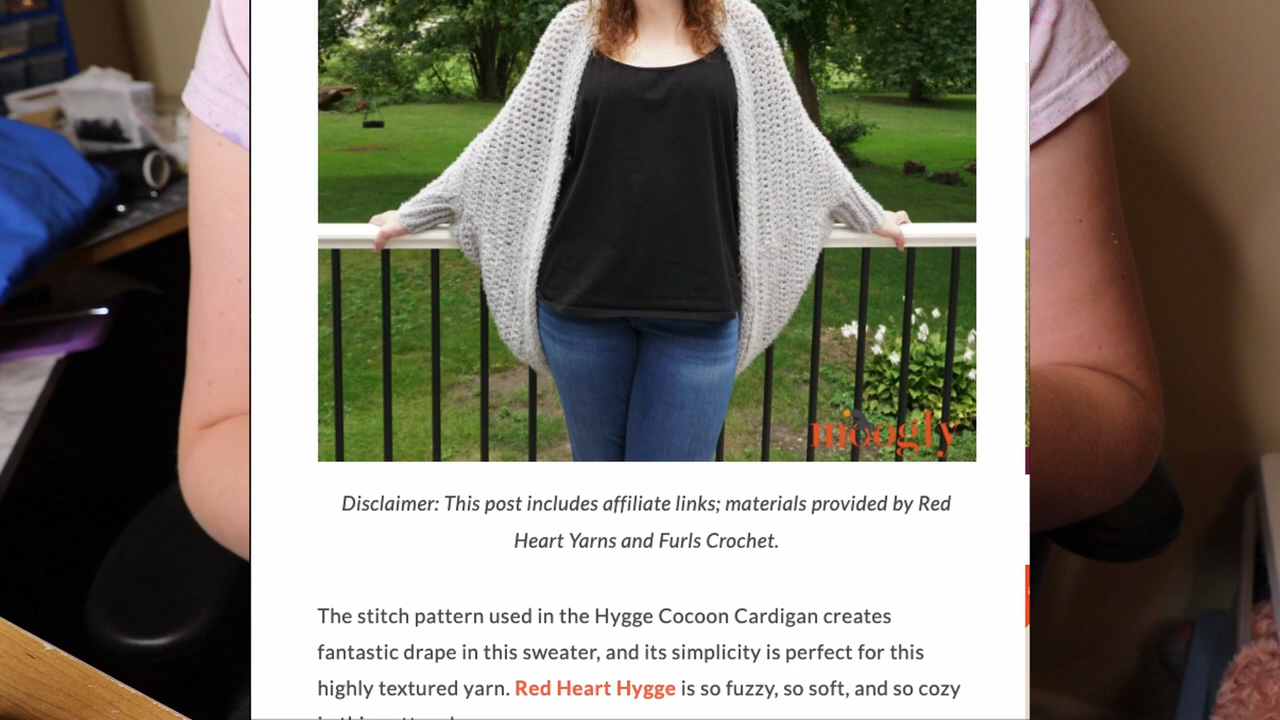 moogly
Disclaimer: This post includes affiliate links; materials provided by Red
Heart Yarns and Furls Crochet.
The stitch pattern used in the Hygge Cocoon Cardigan creates
fantastic drape in this sweater, and its simplicity is perfect for this
highly textured yarn. Red Heart Hygge is so fuzzy, so soft, and so cozy